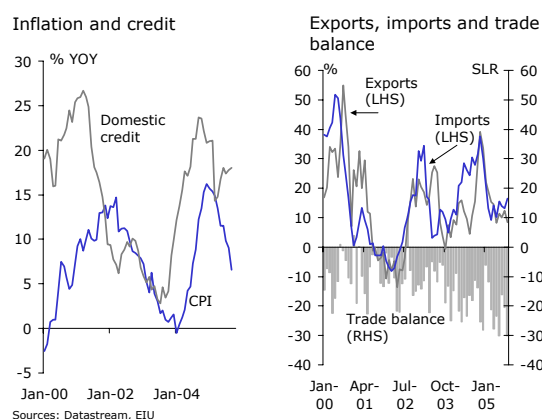 Inflation and credit
% YOY
30
25
20
15
10
5
0
-5
Domestic
credit
CPI
Jan-00 Jan-02 Jan-04
Sources: Datastream, EIU
Exports, imports and trade
balance
% SLR
60 60
50 50
40 40
30 30
20 20
10 10
0 0
-10 -10
-20 -20
-30 -30
-40 -40
Exports
(LHS)
Imports
(LHS)
Trade balance
(RHS)
Jan- Apr- Jul- Oct- Jan-
00 01 02 03 05